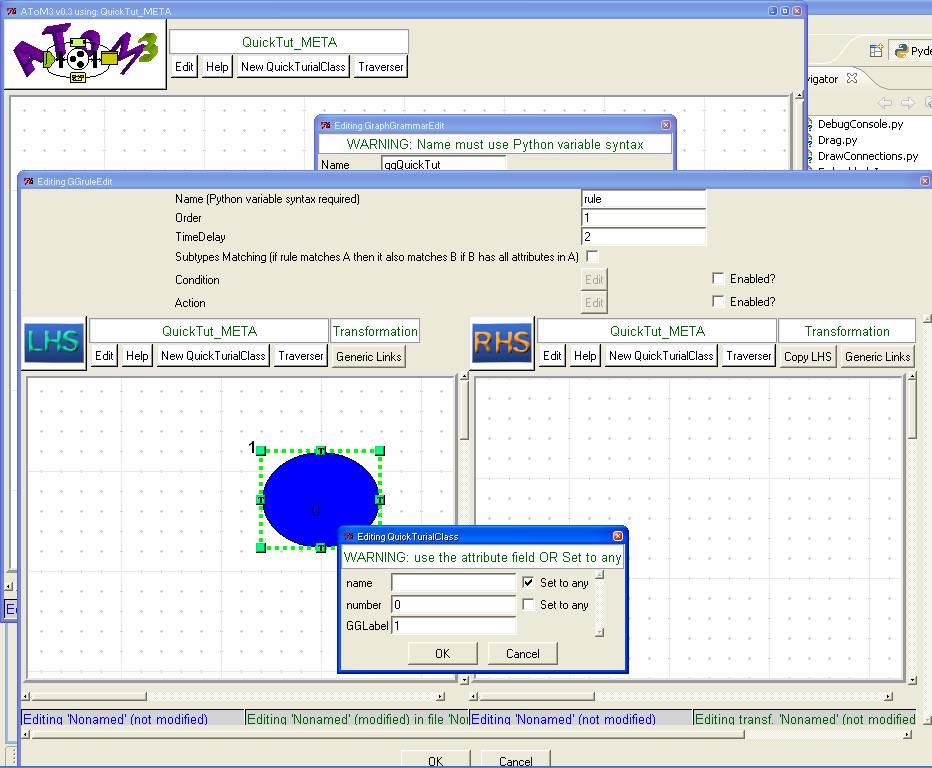 AToM3 v0.3 using: QuickTut_META
AToM3
QuickTut_META
Edit Help New QuickTurialClass Traverser
Pyde
vigator
DebugConsole.py
Drag.py
DrawConnections.py
Editing GraphGrammarEdit
WARNING: Name must use Python variable syntax
Name ggQuickTut
Editing GGruleEdit
Name (Python variable syntax required) rule
Order 1
TimeDelay 2
Subtypes Matching (if rule matches A then it also matches B if B has all attributes in A)
Condition Edit Enabled?
Action Edit Enabled?
LHS QuickTut_META Transformation
Edit Help New QuickTurialClass Traverser Generic Links
RHS QuickTut_META Transformation
Edit Help New QuickTurialClass Traverser Copy LHS Generic Links
1
T
T T
0
T
Editing QuickTurialClass
WARNING: use the attribute field OR Set to any
name Set to any
number 0 Set to any
GGLabel 1
OK Cancel
Editing 'Nonamed' (not modified) Editing 'Nonamed' (modified) in file 'No Editing 'Nonamed' (not modified) Editing transf. 'Nonamed' (not modified
OK Cancel